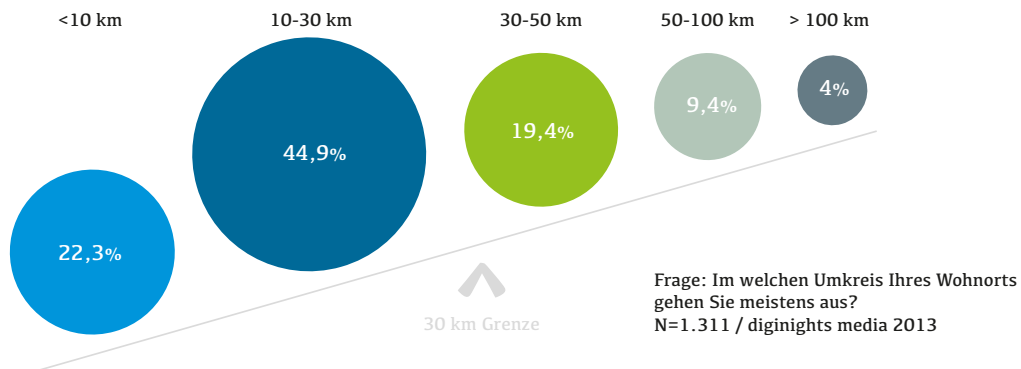 <10 km
10-30 km
30-50 km
50-100 km
> 100 km
22,3%
44,9%
19,4%
9,4%
4%
30 km Grenze
Frage: Im welchen Umkreis Ihres Wohnorts
gehen Sie meistens aus?
N=1.311 / diginights media 2013